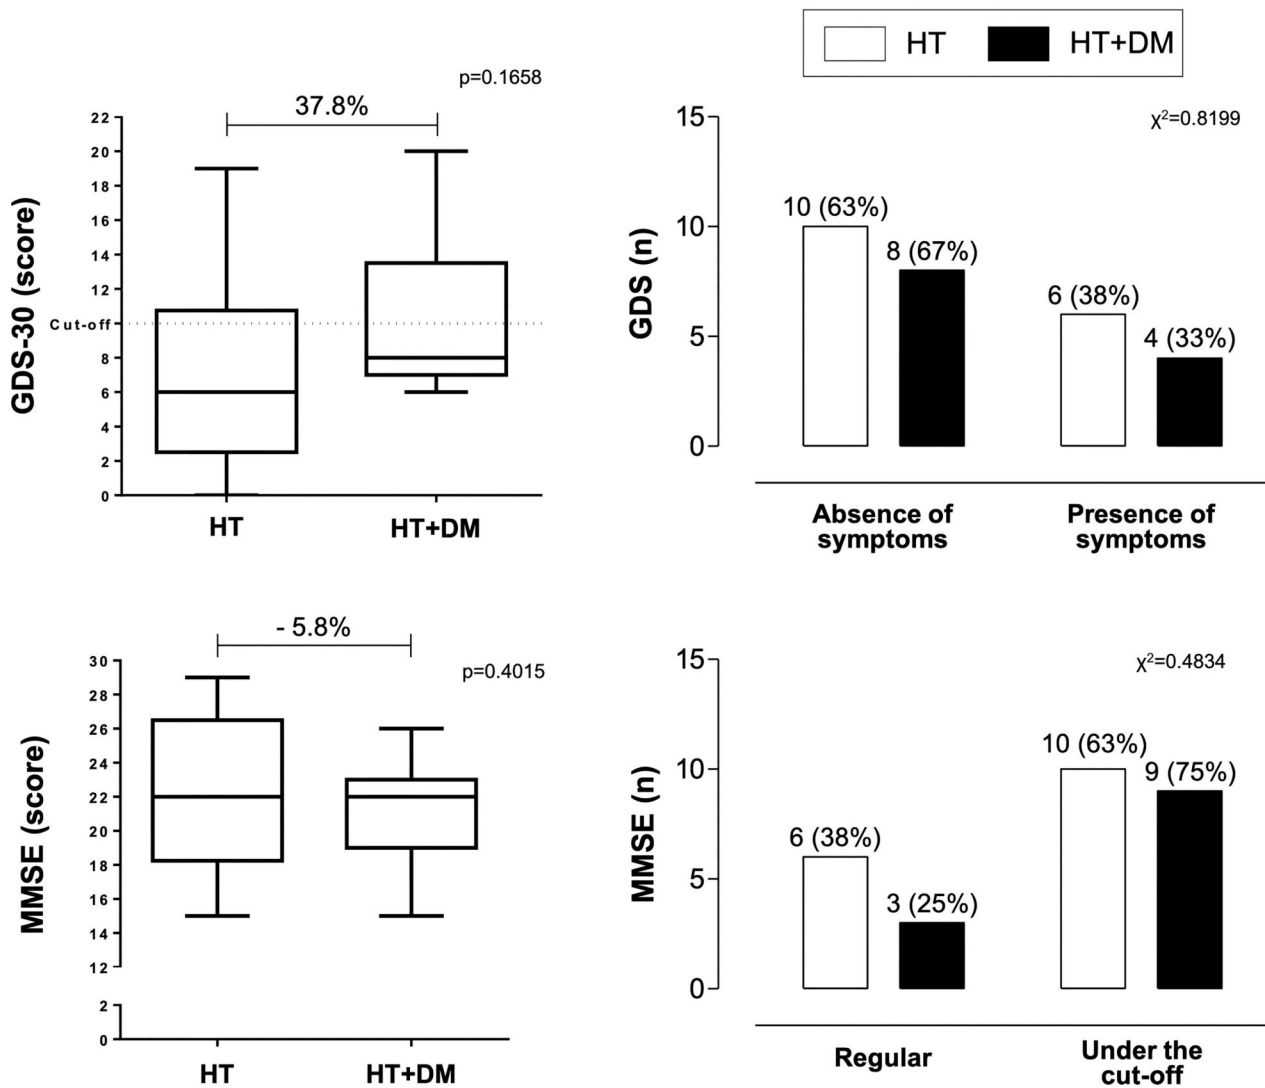 HT
HT+DM
p=0.1658
37.8%
GDS-30 (score)
22
20
18
16
14
12
Cut-off
8
6
4
2
0
HT
HT+DM
χ²=0.8199
GDS (n)
15
10
5
0
10 (63%)
8 (67%)
6 (38%)
4 (33%)
Absence of
symptoms
Presence of
symptoms
- 5.8%
p=0.4015
MMSE (score)
30
28
26
24
22
20
18
16
14
12
2
0
HT
HT+DM
χ²=0.4834
MMSE (n)
15
10
5
0
6 (38%)
3 (25%)
10 (63%)
9 (75%)
Regular
Under the
cut-off